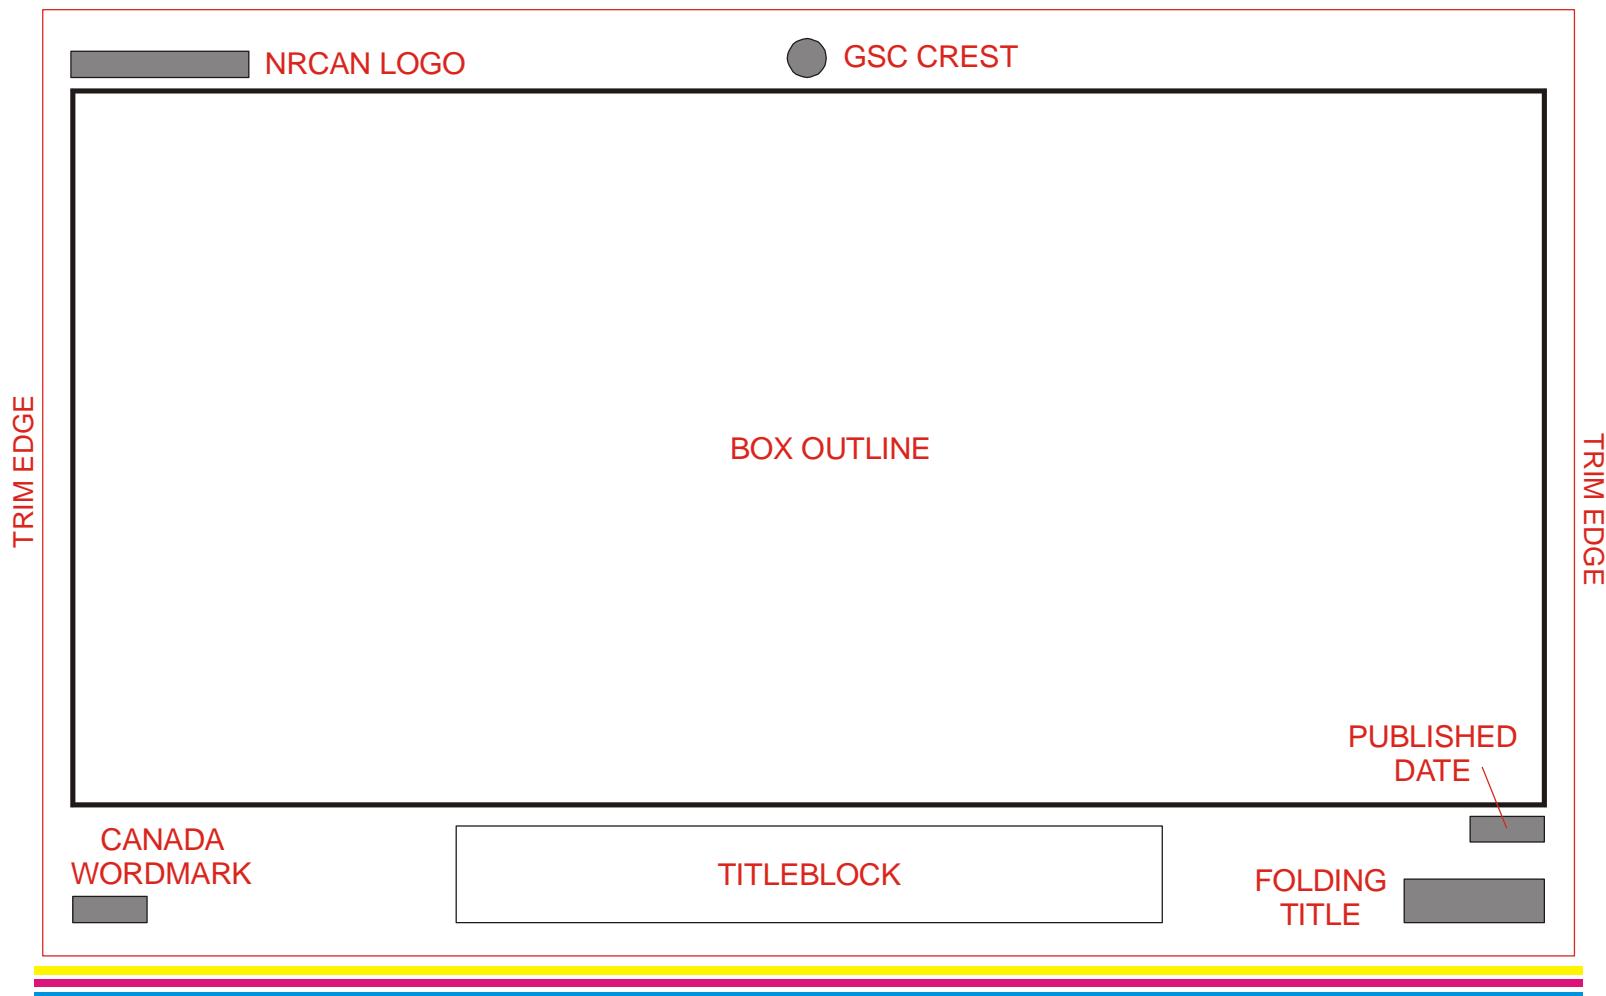 NRCAN LOGO
GSC CREST
TRIM EDGE
BOX OUTLINE
TRIM EDGE
PUBLISHED
DATE
CANADA
WORDMARK
TITLEBLOCK
FOLDING
TITLE